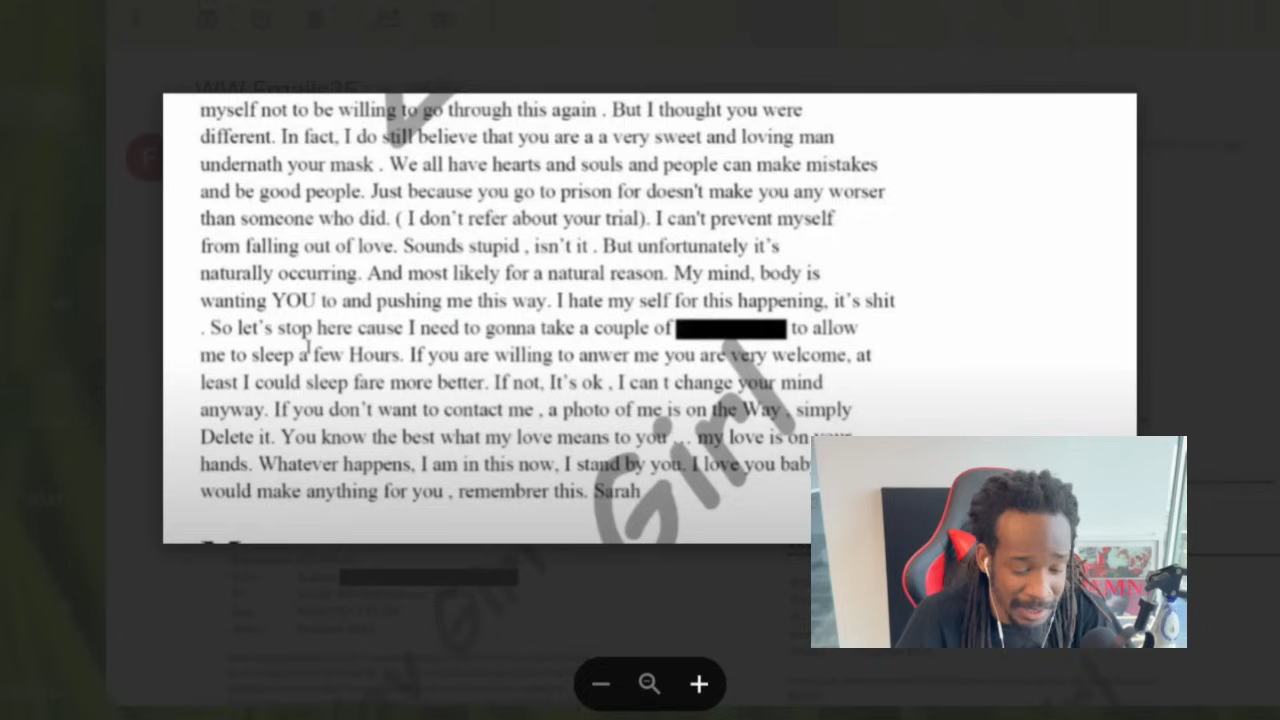 WW Emails26
myself not to be willing to go through this again . But I thought you were
different. In fact, I do still believe that you are a a very sweet and loving man
undernath your mask . We all have hearts and souls and people can make mistakes
and be good people. Just because you go to prison for doesn't make you any worser
than someone who did. ( I don't refer about your trial). I can't prevent myself
from falling out of love. Sounds stupid , isn't it . But unfortunately it's
naturally occurring. And most likely for a natural reason. My mind, body is
wanting YOU to and pushing me this way. I hate my self for this happening, it's shit
. So let's stop here cause I need to gonna take a couple of to allow
me to sleep a few Hours. If you are willing to anwer me you are very welcome, at
least I could sleep fare more better. If not, It's ok , I can t change your mind
anyway. If you don't want to contact me , a photo of me is on the Way , simply
Delete it. You know the best what my love means to you ... my love is on your
hands. Whatever happens, I am in this now, I stand by you. I love you bab
would make anything for you , remembrer this. Sarah
Girl